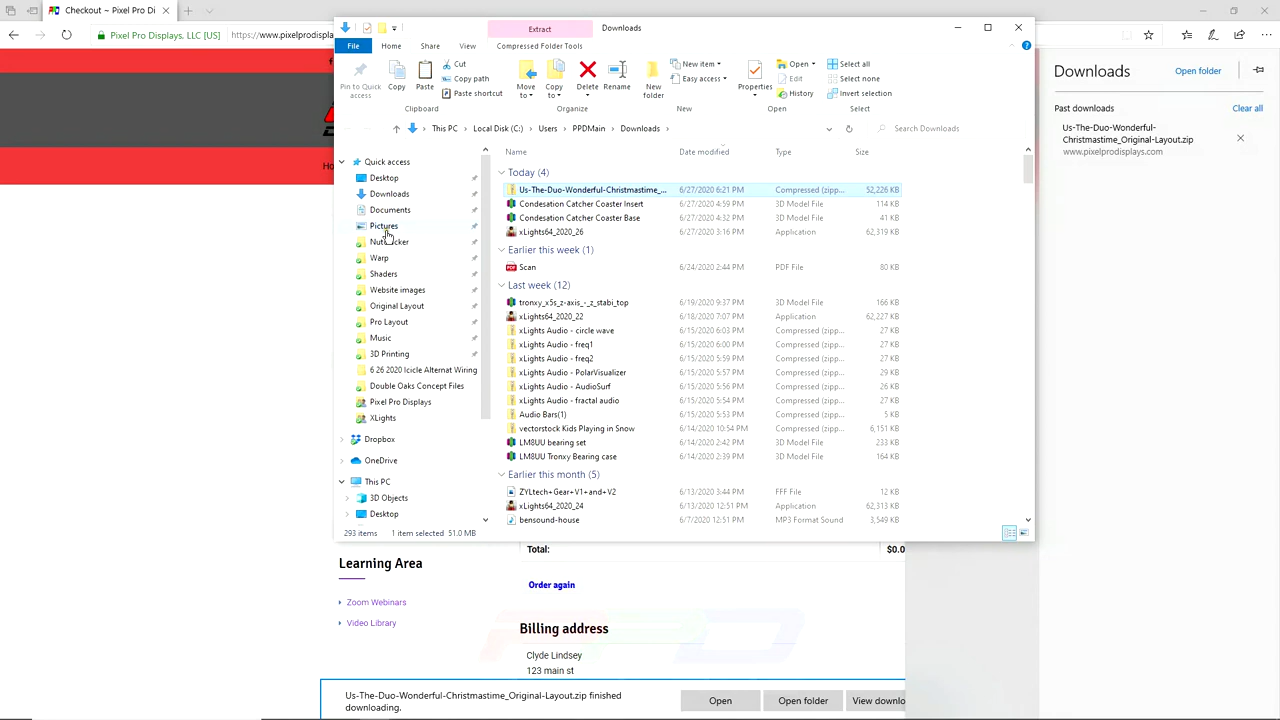 Checkout ~ Pixel Pro Di
Pixel Pro Displays, LLC [US]
https://www.pixelprodispla
Extract
Downloads
File
Home
Share
View
Compressed Folder Tools
Pin to Quick
access
Copy
Paste
Cut
Copy path
Paste shortcut
Clipboard
Move
to
Copy
to
Delete
Rename
Organize
New
folder
New item
Easy access
New
Properties
Open
Edit
History
Open
Select all
Select none
Invert selection
Select
This PC > Local Disk (C:) > Users > PPDMain > Downloads >
Search Downloads
Quick access
Desktop
Downloads
Documents
Pictures
Warp
Shaders
Website images
Original Layout
Pro Layout
Music
3D Printing
6 26 2020 Icicle Alternat Wiring
Double Oaks Concept Files
Pixel Pro Displays
XLights
Dropbox
OneDrive
This PC
3D Objects
Desktop
Name Date modified Type Size
Today (4)
Us-The-Duo-Wonderful-Christmastime_... 6/27/2020 6:21 PM Compressed (zipp... 52,226 KB
Condesation Catcher Coaster Insert 6/27/2020 4:59 PM 3D Model File 114 KB
Condesation Catcher Coaster Base 6/27/2020 4:32 PM 3D Model File 41 KB
xLights64_2020_26 6/27/2020 3:16 PM Application 62,319 KB
Earlier this week (1)
Scan 6/24/2020 2:44 PM PDF File 80 KB
Last week (12)
tronxy_x5s_z-axis_-_z_stabi_top 6/19/2020 9:37 PM 3D Model File 166 KB
xLights64_2020_22 6/18/2020 7:07 PM Application 62,227 KB
xLights Audio - circle wave 6/15/2020 6:03 PM Compressed (zipp... 27 KB
xLights Audio - freq1 6/15/2020 6:00 PM Compressed (zipp... 27 KB
xLights Audio - freq2 6/15/2020 5:59 PM Compressed (zipp... 27 KB
xLights Audio - PolarVisualizer 6/15/2020 5:57 PM Compressed (zipp... 29 KB
xLights Audio - AudioSurf 6/15/2020 5:56 PM Compressed (zipp... 26 KB
xLights Audio - fractal audio 6/15/2020 5:54 PM Compressed (zipp... 27 KB
Audio Bars(1) 6/15/2020 5:53 PM Compressed (zipp... 5 KB
vectorstock Kids Playing in Snow 6/14/2020 10:54 PM Compressed (zipp... 6,151 KB
LM8UU bearing set 6/14/2020 2:42 PM 3D Model File 233 KB
LM8UU Tronxy Bearing case 6/14/2020 2:39 PM 3D Model File 164 KB
Earlier this month (5)
ZYLtech+Gear+V1+and+V2 6/13/2020 3:44 PM FFF File 12 KB
xLights64_2020_24 6/13/2020 12:51 PM Application 62,313 KB
bensound-house 6/7/2020 12:51 PM MP3 Format Sound 3,549 KB
293 items 1 item selected 51.0 MB
Downloads
Open folder
Past downloads
Clear all
Us-The-Duo-Wonderful-
Christmastime_Original-Layout.zip
www.pixelprodisplays.com
Ho
Total: $0.0
Learning Area
Zoom Webinars
Video Library
Order again
Billing address
Clyde Lindsey
123 main st
Us-The-Duo-Wonderful-Christmastime_Original-Layout.zip finished
downloading.
Open
Open folder
View downlo